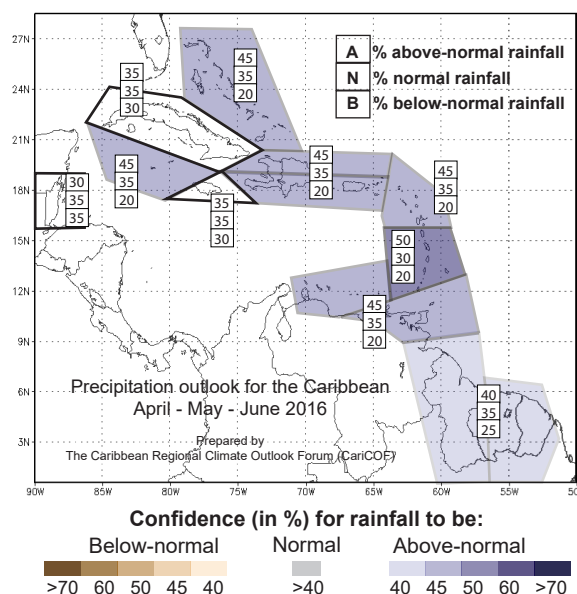 27N
24N
21N
18N
15N
12N
9N
6N
3N
A % above-normal rainfall
N % normal rainfall
B % below-normal rainfall
35
35
30
45
35
20
45
35
20
45
35
20
45
35
20
30
35
35
35
35
30
50
30
20
45
35
20
40
35
25
Precipitation outlook for the Caribbean
April - May - June 2016
Prepared by
The Caribbean Regional Climate Outlook Forum (CariCOF)
90W 85W 80W 75W 70W 65W 60W 55W 50W
Confidence (in %) for rainfall to be:
Below-normal Normal Above-normal
>70 60 50 45 40 >40 40 45 50 60 >70